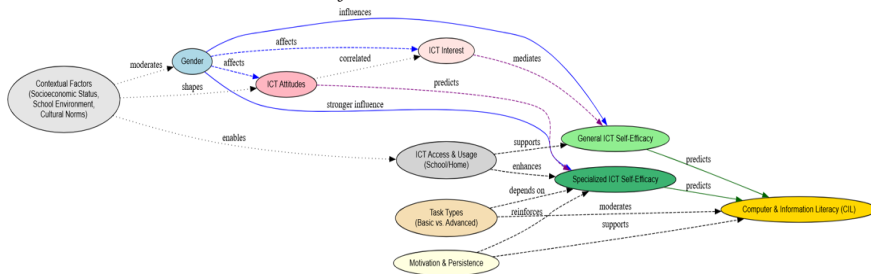 influences
moderates
Gender
affects
ICT Interest
affects
correlated
mediates
Contextual Factors
(Socioeconomic Status,
School Environment,
Cultural Norms)
shapes
ICT Attitudes
predicts
stronger influence
enables
General ICT Self-Efficacy
supports
ICT Access & Usage
(School/Home)
enhances
predicts
Specialized ICT Self-Efficacy
depends on
predicts
Task Types
(Basic vs. Advanced)
reinforces
moderates
Computer & Information Literacy (CIL)
supports
Motivation & Persistence